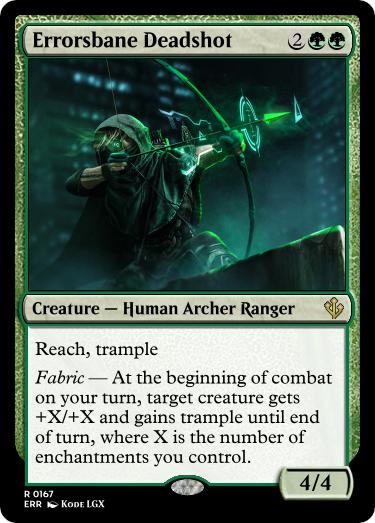 Errorsbane Deadshot 2
Creature — Human Archer Ranger
Reach, trample
Fabric — At the beginning of combat
on your turn, target creature gets
+X/+X and gains trample until end
of turn, where X is the number of
enchantments you control.
4/4
R 0167
ERR Kode LGX